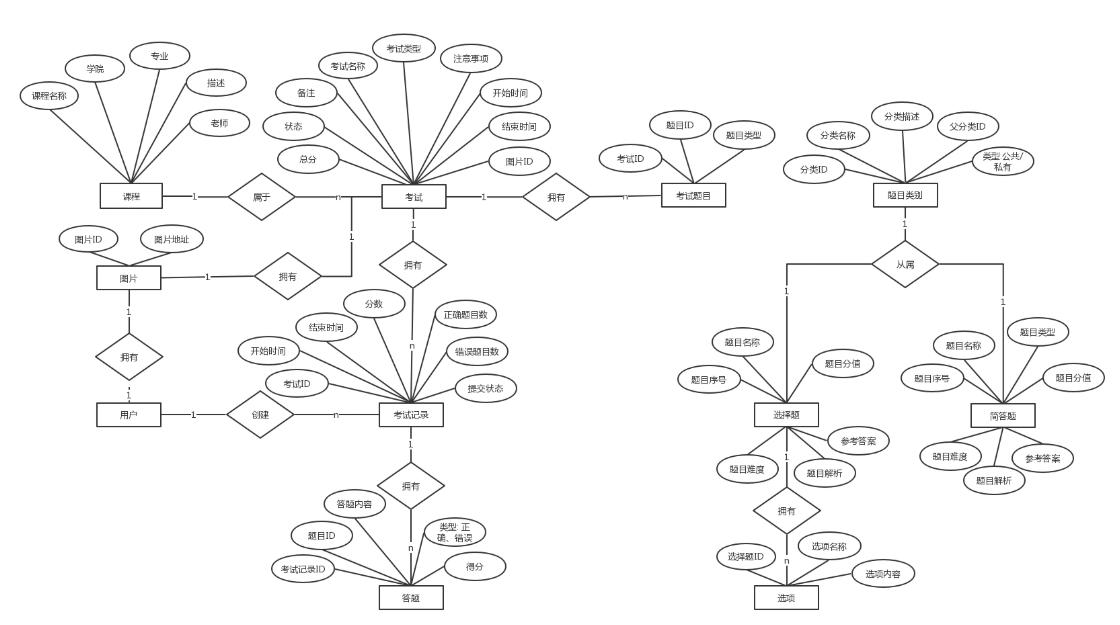 课程名称
学院
专业
描述
老师
课程
1
属于
n
总分
状态
备注
考试名称
考试类型
注意事项
开始时间
结束时间
图片ID
考试
1
拥有
n
考试ID
题目ID
题目类型
考试题目
分类ID
分类名称
分类描述
父分类ID
类型:公共/
私有
题目类别
1
从属
1
1
图片ID
图片地址
图片
1
拥有
1
1
拥有
1
用户
1
创建
n
1
拥有
n
考试ID
开始时间
结束时间
分数
正确题目数
错误题目数
提交状态
考试记录
1
拥有
n
考试记录ID
题目ID
答题内容
类型: 正
确、错误
得分
答题
题目序号
题目名称
题目分值
选择题
题目难度
题目解析
参考答案
1
拥有
n
选择题ID
选项名称
选项内容
选项
题目序号
题目名称
题目类型
题目分值
简答题
题目难度
题目解析
参考答案